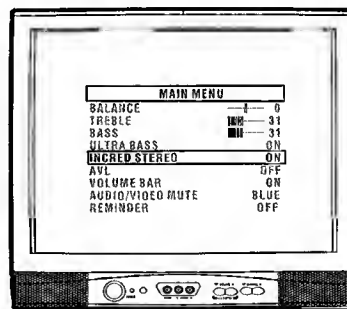 MAIN MENU
BALANCE 0
TREBLE 31
BASS 31
ULTRA BASS ON
INCRED STEREO ON
AVL OFF
VOLUME BAR ON
AUDIO/VIDEO MUTE BLUE
REMINDER OFF